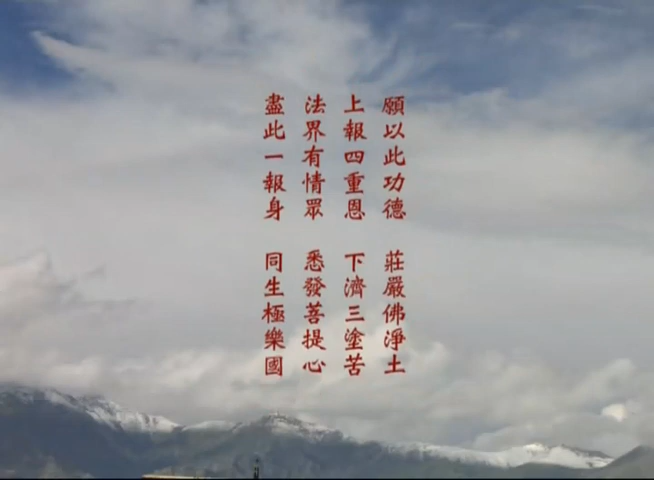 願以此功德 莊嚴佛淨土
上報四重恩 下濟三塗苦
法界有情眾 悉發菩提心
盡此一報身 同生極樂國